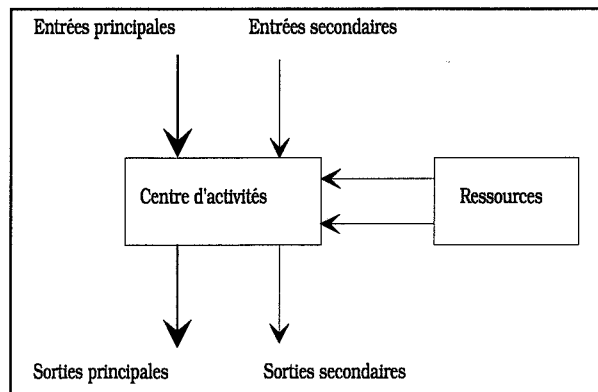 Entrées principales Entrées secondaires
Centre d'activités Ressources
Sorties principales Sorties secondaires